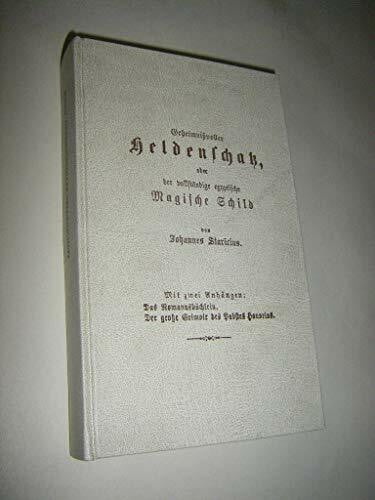 Geheimnißvoller
Heldenschatz,
oder
der vollständige egyptische
Magische Schild
von
Johannes Staricius.
Mit zwei Anhängen:
Das Romanusbüchlein.
Der große Grimoir des Pabstes Honorius.